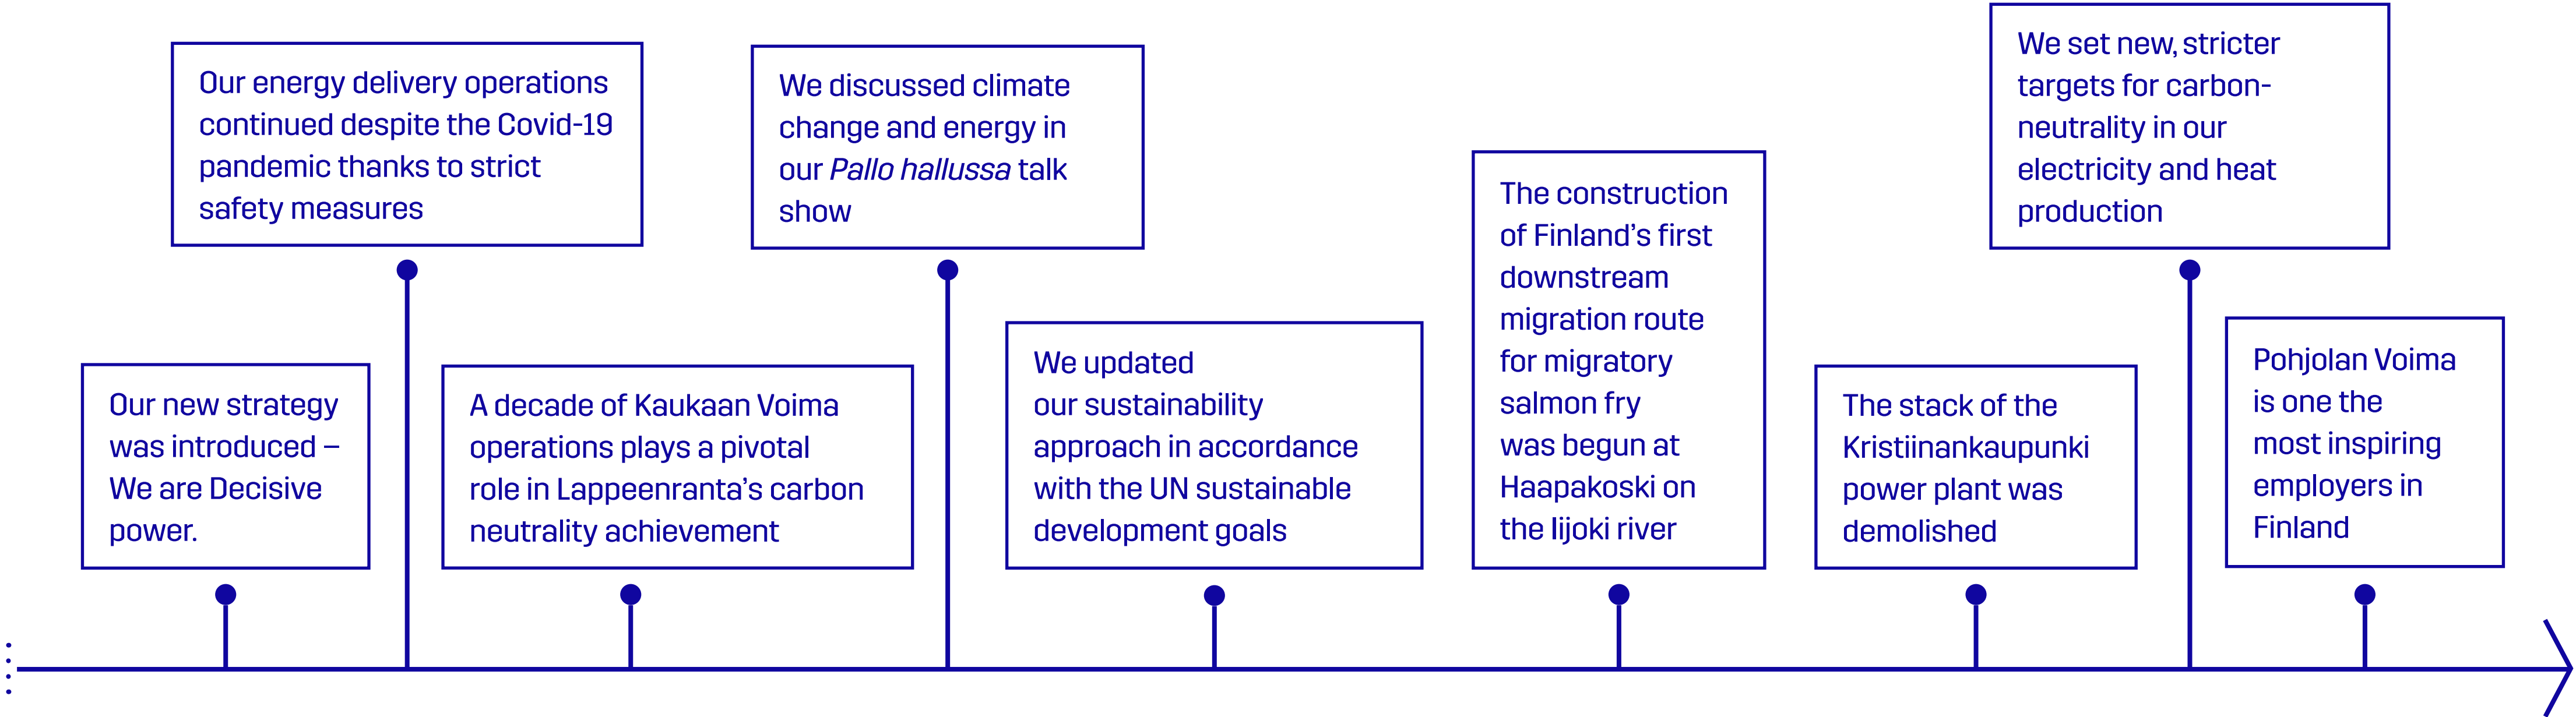 Our new strategy
was introduced –
We are Decisive
power.
Our energy delivery operations
continued despite the Covid-19
pandemic thanks to strict
safety measures
A decade of Kaukaan Voima
operations plays a pivotal
role in Lappeenranta’s carbon
neutrality achievement
We discussed climate
change and energy in
our Pallo hallussa talk
show
We updated
our sustainability
approach in accordance
with the UN sustainable
development goals
The construction
of Finland’s first
downstream
migration route
for migratory
salmon fry
was begun at
Haapakoski on
the Iijoki river
The stack of the
Kristiinankaupunki
power plant was
demolished
We set new, stricter
targets for carbon-
neutrality in our
electricity and heat
production
Pohjolan Voima
is one the
most inspiring
employers in
Finland